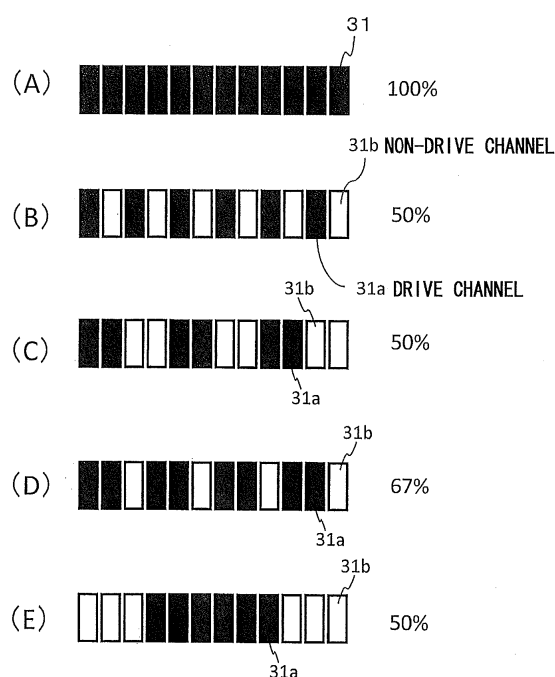 31
(A) 100%
31b NON-DRIVE CHANNEL
(B) 50%
31a DRIVE CHANNEL
31b
(C) 50%
31a
31b
(D) 67%
31a
31b
(E) 50%
31a